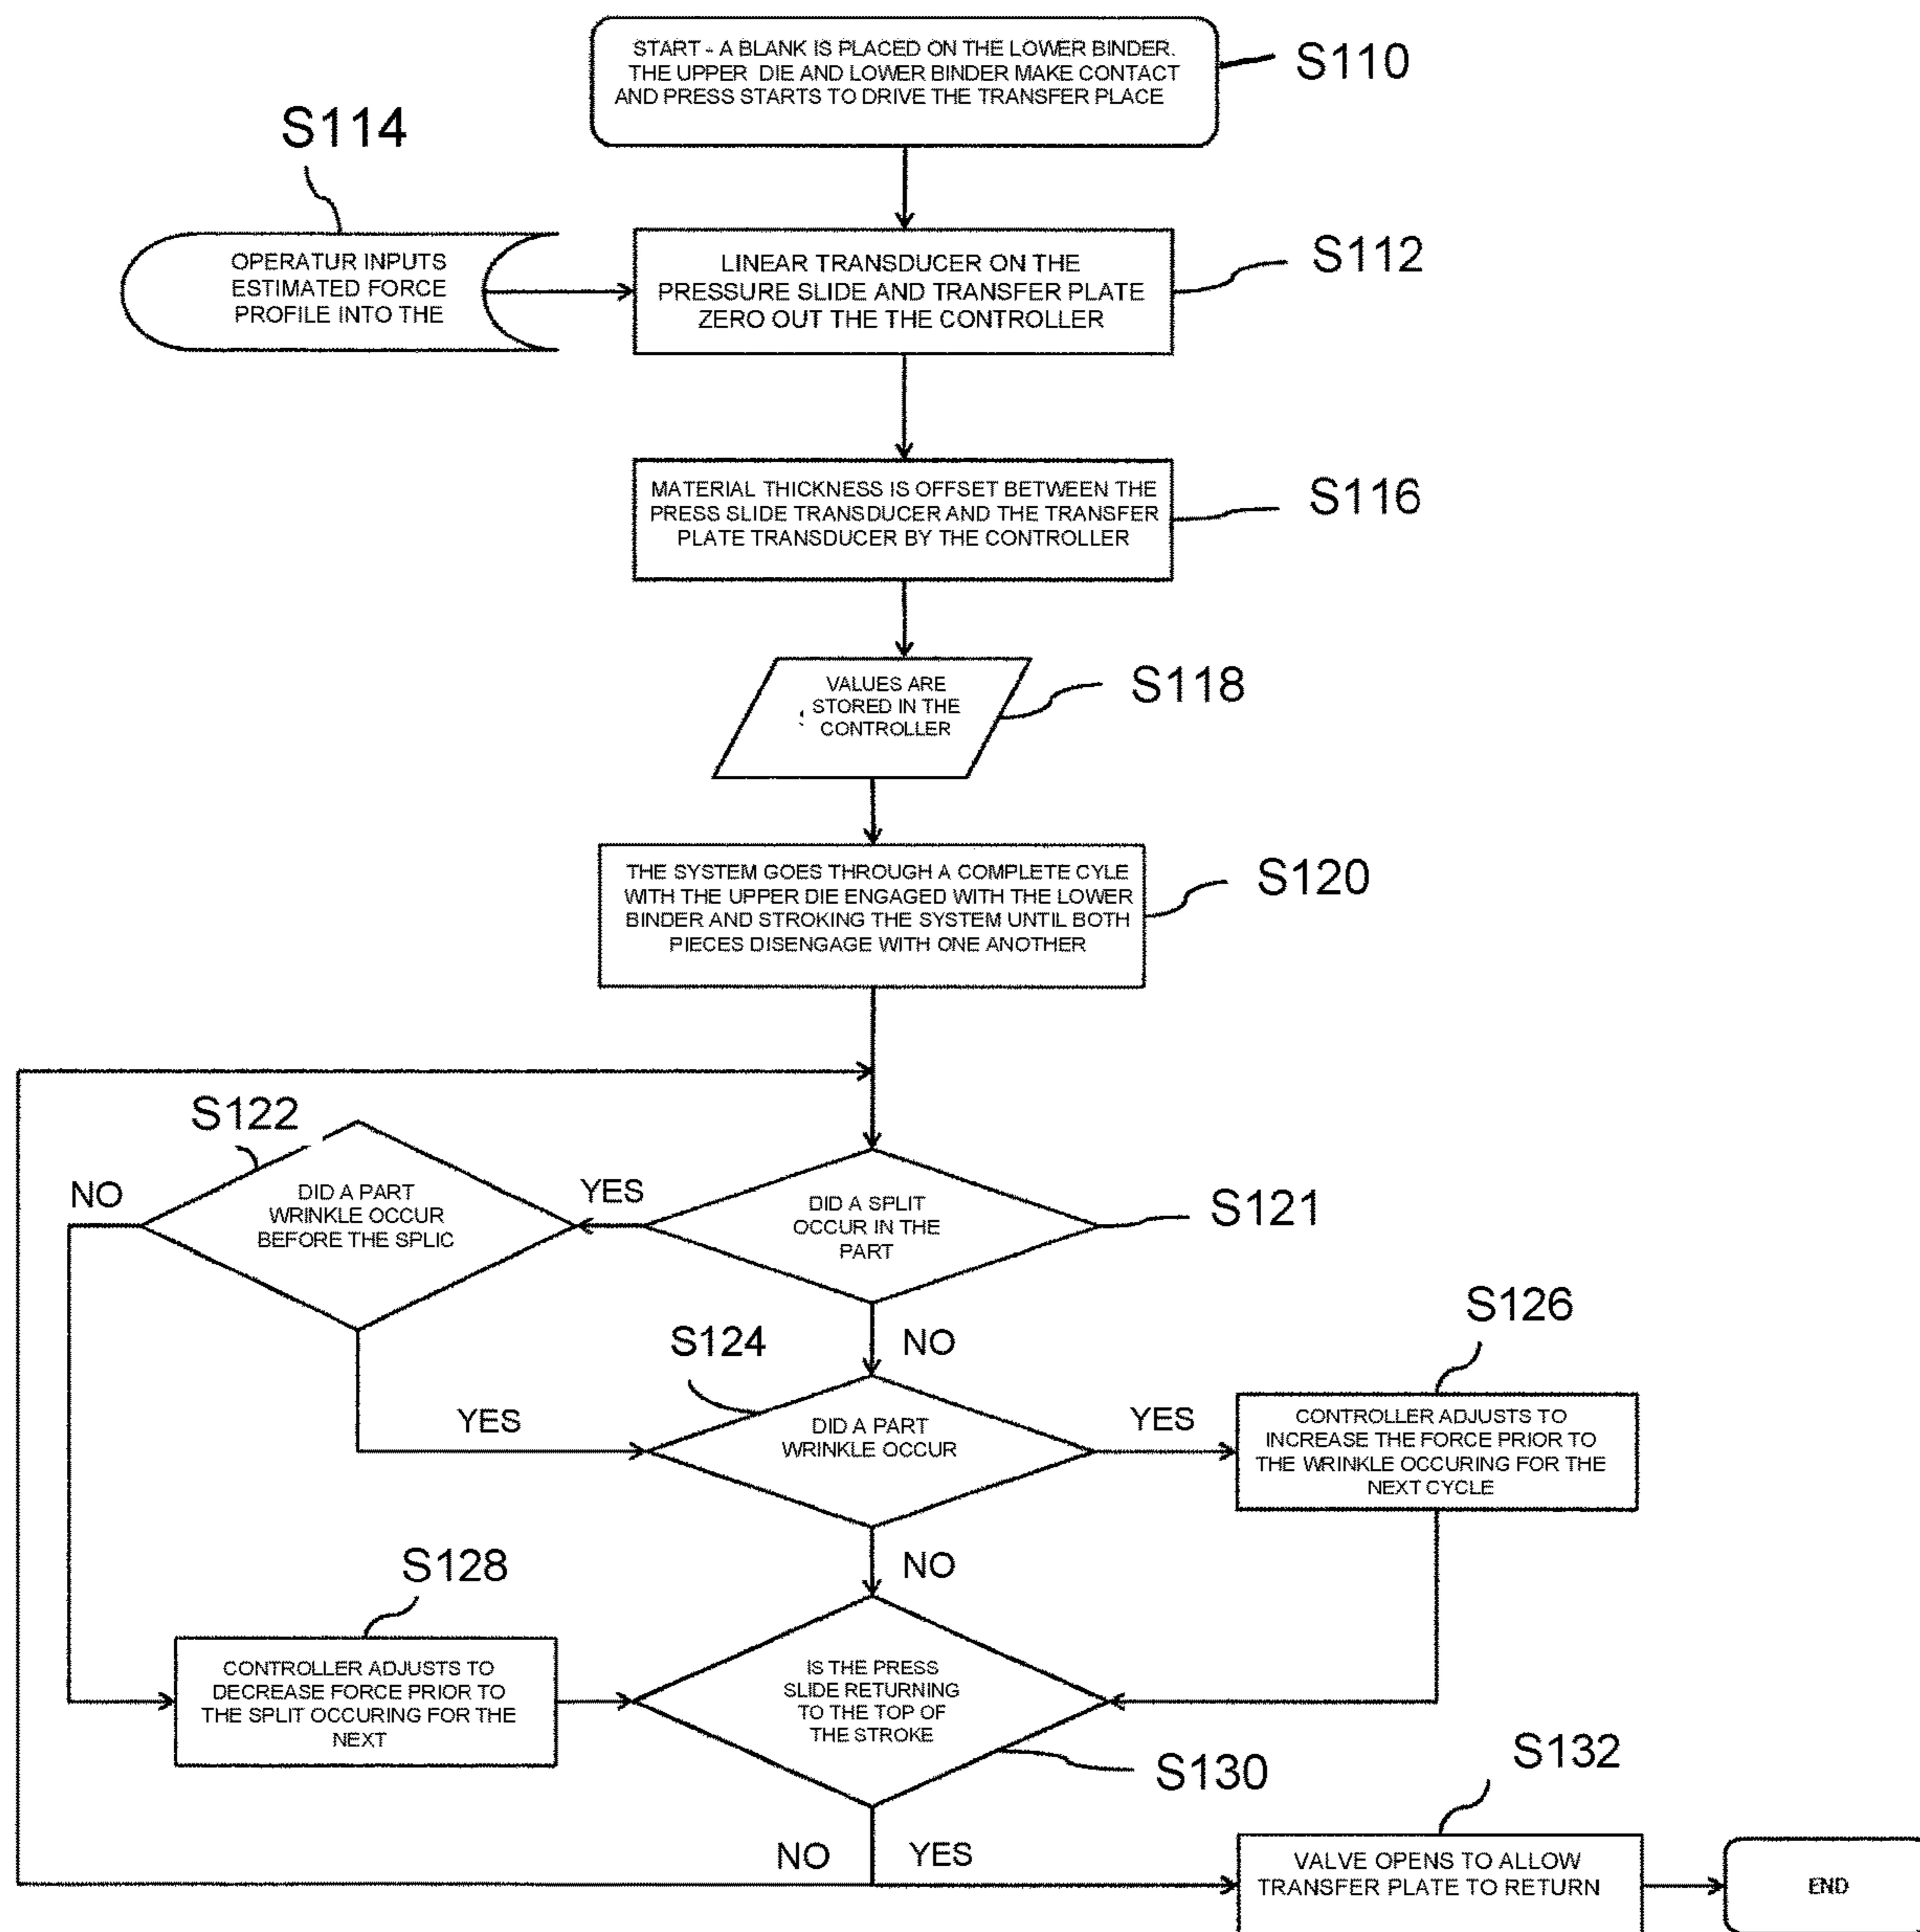 START - A BLANK IS PLACED ON THE LOWER BINDER.
THE UPPER DIE AND LOWER BINDER MAKE CONTACT
AND PRESS STARTS TO DRIVE THE TRANSFER PLACE
S110
S114
OPERATUR INPUTS
ESTIMATED FORCE
PROFILE INTO THE
LINEAR TRANSDUCER ON THE
PRESSURE SLIDE AND TRANSFER PLATE
ZERO OUT THE THE CONTROLLER
S112
MATERIAL THICKNESS IS OFFSET BETWEEN THE
PRESS SLIDE TRANSDUCER AND THE TRANSFER
PLATE TRANSDUCER BY THE CONTROLLER
S116
VALUES ARE
STORED IN THE
CONTROLLER
S118
THE SYSTEM GOES THROUGH A COMPLETE CYLE
WITH THE UPPER DIE ENGAGED WITH THE LOWER
BINDER AND STROKING THE SYSTEM UNTIL BOTH
PIECES DISENGAGE WITH ONE ANOTHER
S120
S122
NO
DID A PART
WRINKLE OCCUR
BEFORE THE SPLIC
YES
DID A SPLIT
OCCUR IN THE
PART
S121
NO
S124
YES
DID A PART
WRINKLE OCCUR
YES
S126
CONTROLLER ADJUSTS TO
INCREASE THE FORCE PRIOR TO
THE WRINKLE OCCURING FOR THE
NEXT CYCLE
NO
S128
CONTROLLER ADJUSTS TO
DECREASE FORCE PRIOR TO
THE SPLIT OCCURING FOR THE
NEXT
IS THE PRESS
SLIDE RETURNING
TO THE TOP OF
THE STROKE
S130
NO
YES
S132
VALVE OPENS TO ALLOW
TRANSFER PLATE TO RETURN
END